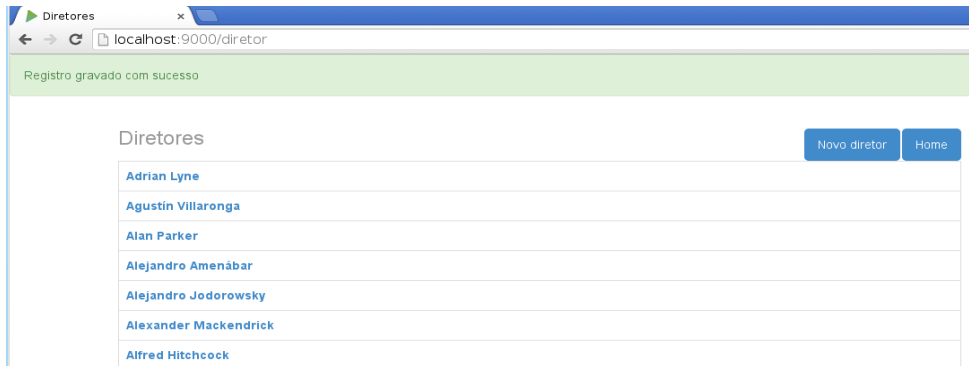 Diretores
localhost:9000/diretor
Registro gravado com sucesso
Diretores
Novo diretor
Home
Adrian Lyne
Agustín Villaronga
Alan Parker
Alejandro Amenábar
Alejandro Jodorowsky
Alexander Mackendrick
Alfred Hitchcock